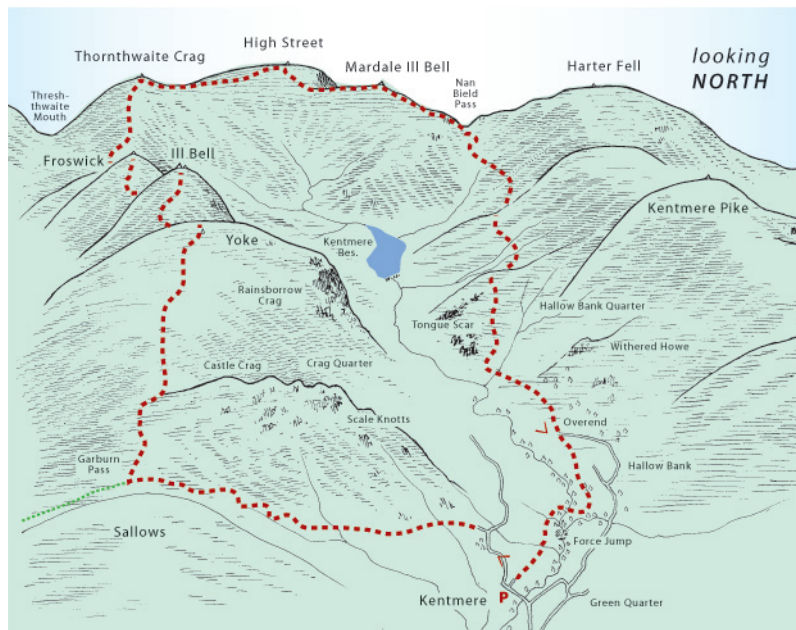 High Street
Thornthwaite Crag
Mardale Ill Bell
Harter Fell
looking
NORTH
Nan
Bield
Pass
Thresh-
thwaite
Mouth
Froswick
Ill Bell
Kentmere Pike
Yoke
Kentmere
Res.
Rainsborrow
Crag
Hallow Bank Quarter
Tongue Scar
Withered Howe
Castle Crag
Crag Quarter
Scale Knotts
Overend
Garburn
Pass
Hallow Bank
Sallows
Force Jump
Kentmere
P
Green Quarter